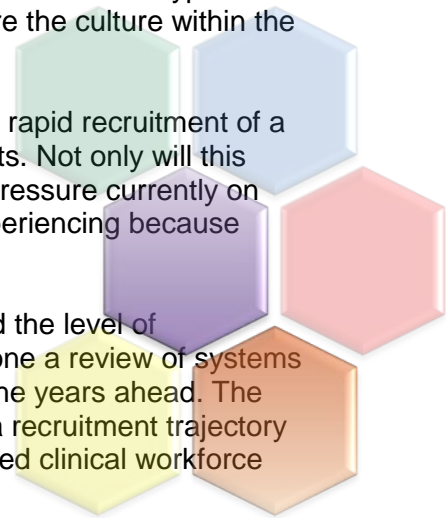 re the culture within the
rapid recruitment of a
ts. Not only will this
ressure currently on
periencing because
d the level of
one a review of systems
he years ahead. The
a recruitment trajectory
ed clinical workforce